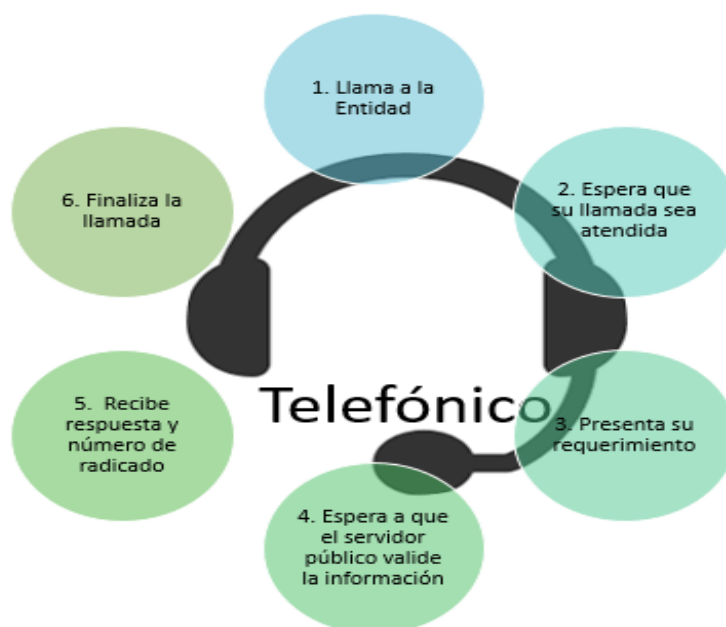 1. Llama a la
Entidad
2. Espera que
su llamada sea
atendida
3. Presenta su
requerimiento
4. Espera a que
el servidor
público valide
la información
5. Recibe
respuesta y
número de
radicado
6. Finaliza la
llamada
Telefónico